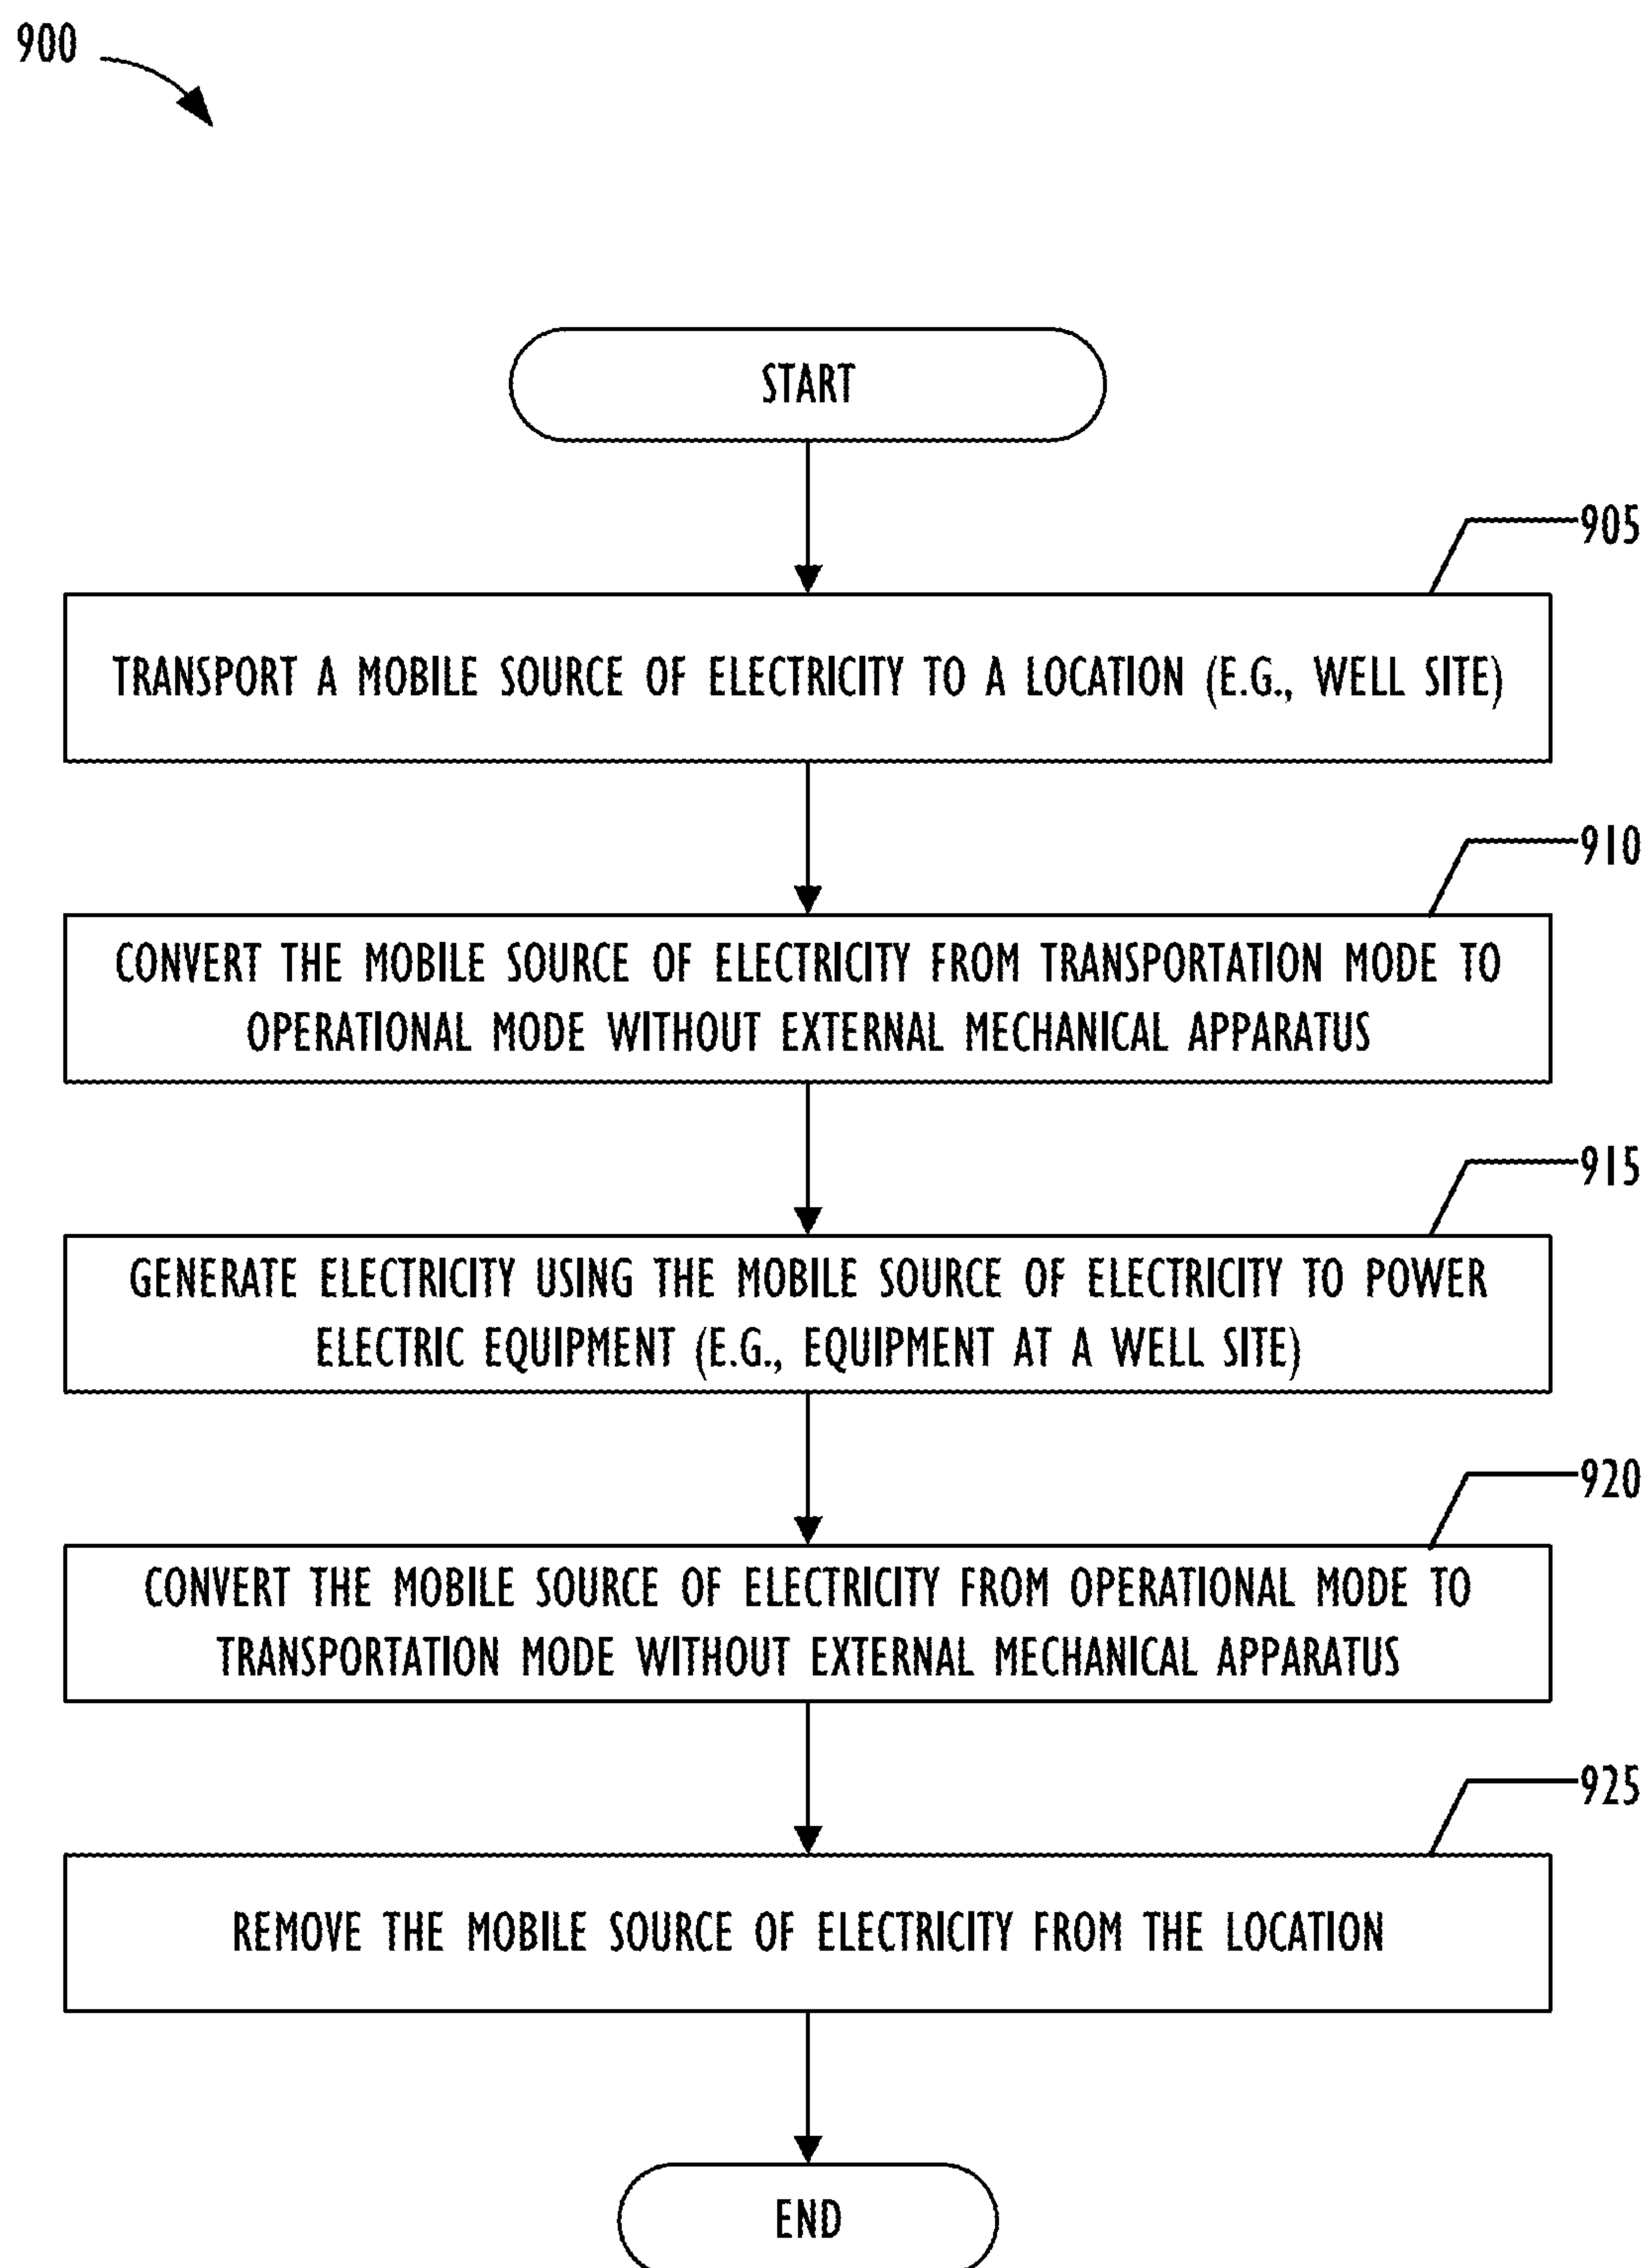 900
START
905
TRANSPORT A MOBILE SOURCE OF ELECTRICITY TO A LOCATION (E.G., WELL SITE)
910
CONVERT THE MOBILE SOURCE OF ELECTRICITY FROM TRANSPORTATION MODE TO
OPERATIONAL MODE WITHOUT EXTERNAL MECHANICAL APPARATUS
915
GENERATE ELECTRICITY USING THE MOBILE SOURCE OF ELECTRICITY TO POWER
ELECTRIC EQUIPMENT (E.G., EQUIPMENT AT A WELL SITE)
920
CONVERT THE MOBILE SOURCE OF ELECTRICITY FROM OPERATIONAL MODE TO
TRANSPORTATION MODE WITHOUT EXTERNAL MECHANICAL APPARATUS
925
REMOVE THE MOBILE SOURCE OF ELECTRICITY FROM THE LOCATION
END